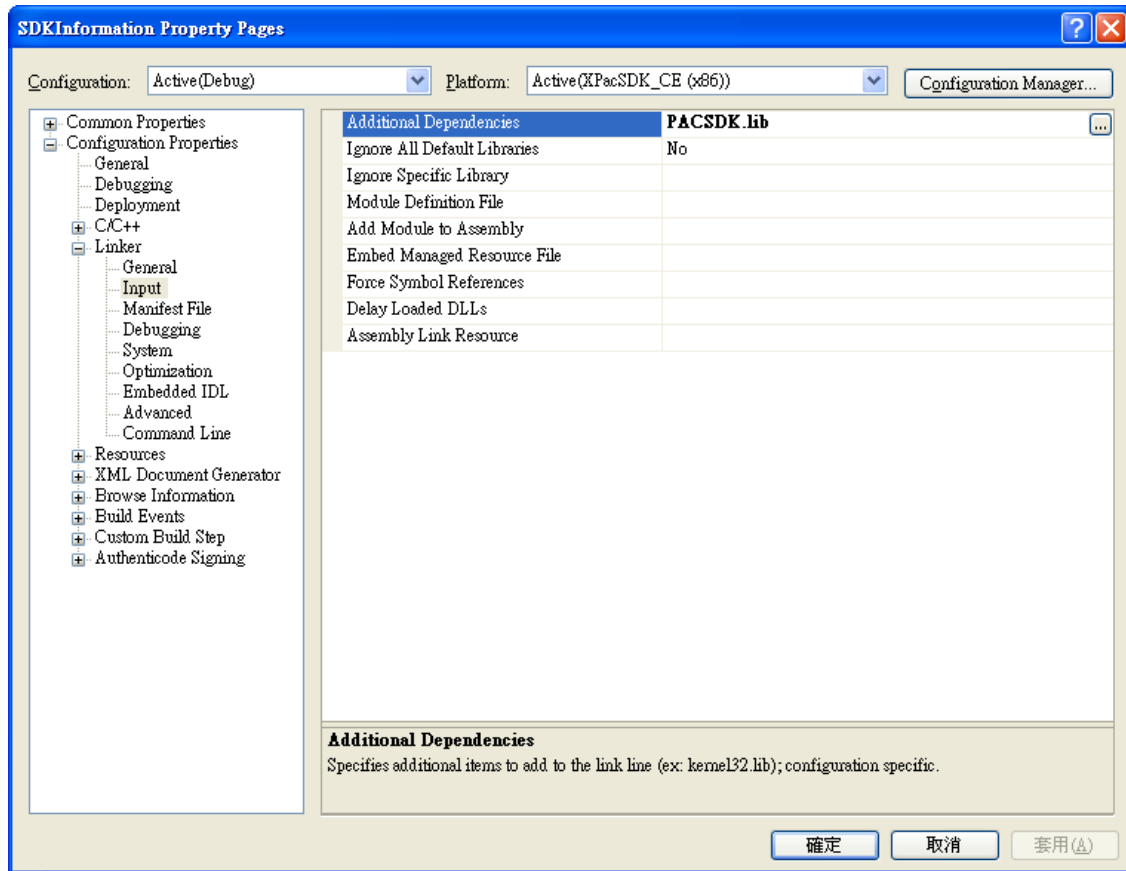 SDKInformation Property Pages
Configuration: Active(Debug) Platform: Active(XPacSDK_CE (x86)) Configuration Manager...
Common Properties
Configuration Properties
General
Debugging
Deployment
C/C++
Linker
General
Input
Manifest File
Debugging
System
Optimization
Embedded IDL
Advanced
Command Line
Resources
XML Document Generator
Browse Information
Build Events
Custom Build Step
Authenticode Signing
Additional Dependencies PACSDK.lib ...
Ignore All Default Libraries No
Ignore Specific Library
Module Definition File
Add Module to Assembly
Embed Managed Resource File
Force Symbol References
Delay Loaded DLLs
Assembly Link Resource
Additional Dependencies
Specifies additional items to add to the link line (ex: kernel32.lib); configuration specific.
確定 取消 套用(A)